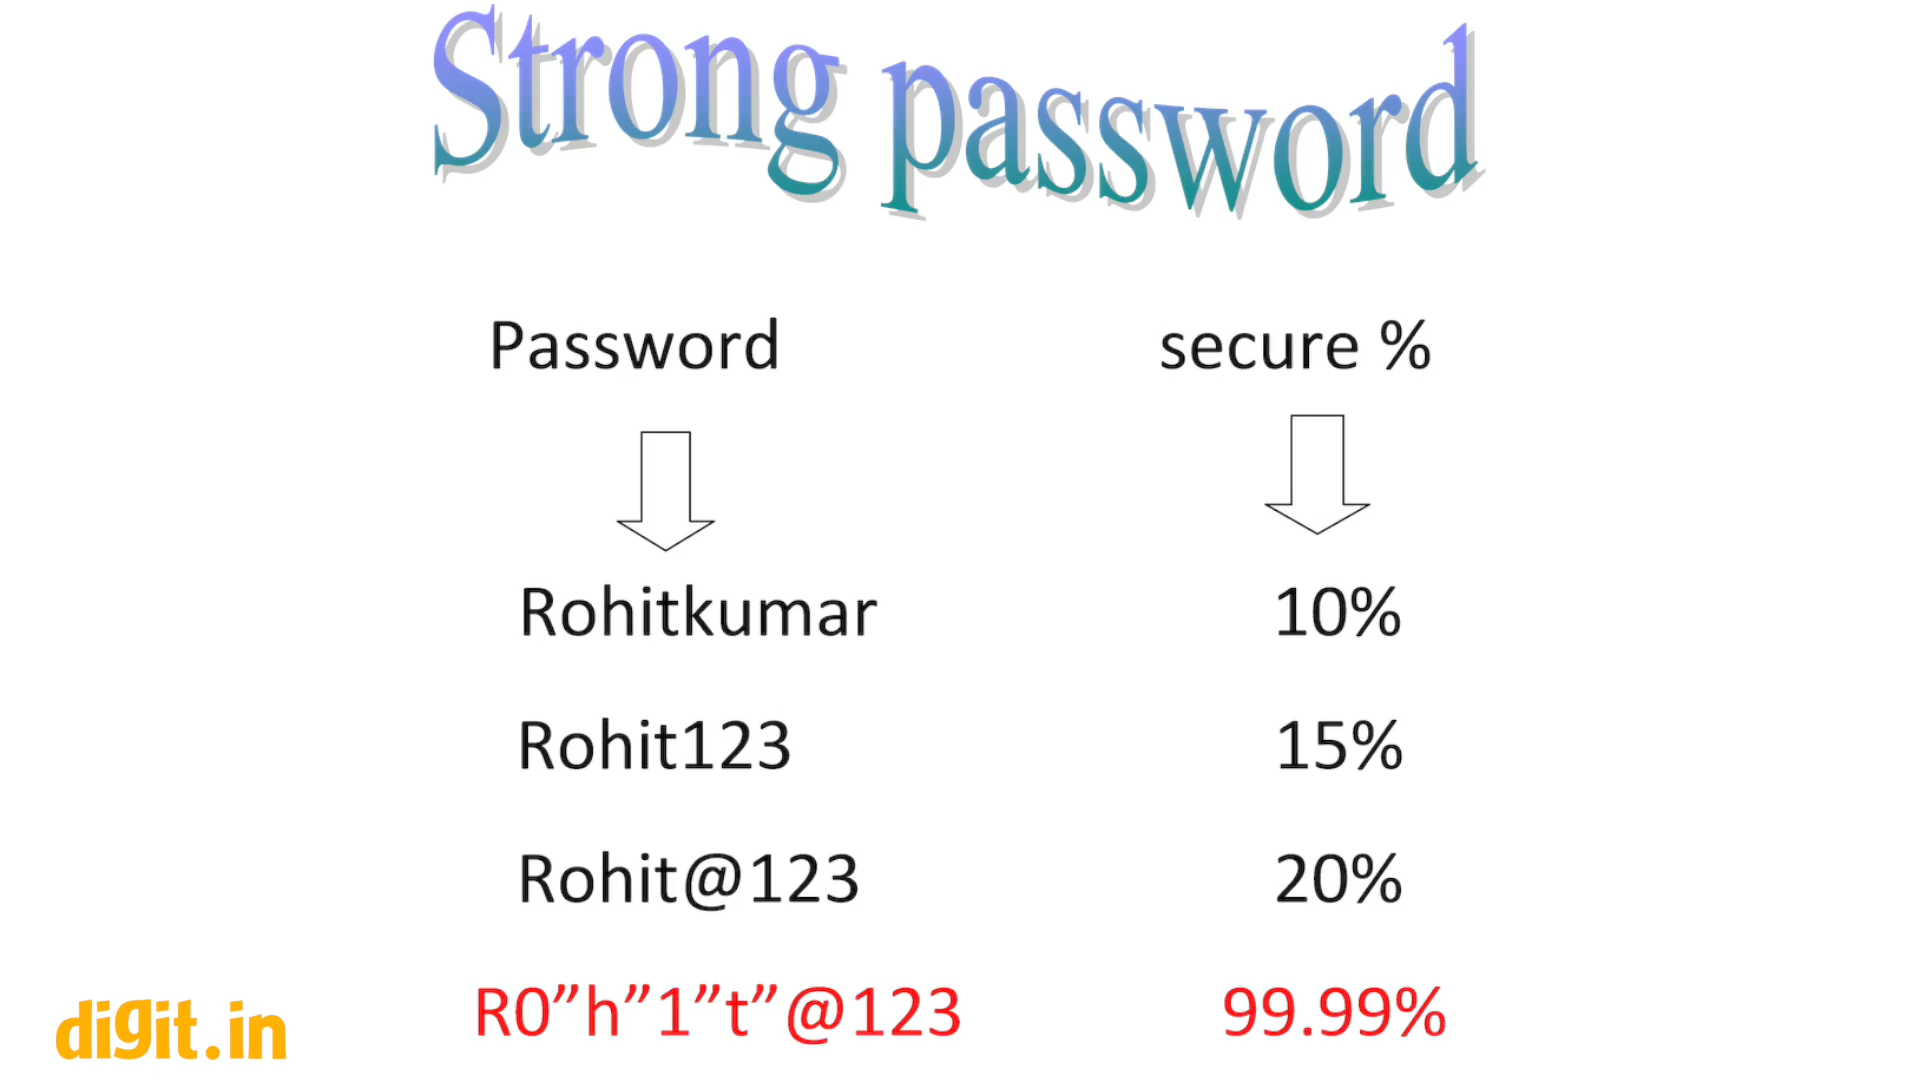 Strong password
Password secure %
Rohitkumar 10%
Rohit123 15%
Rohit@123 20%
R0”h”1”t”@123 99.99%
digit.in